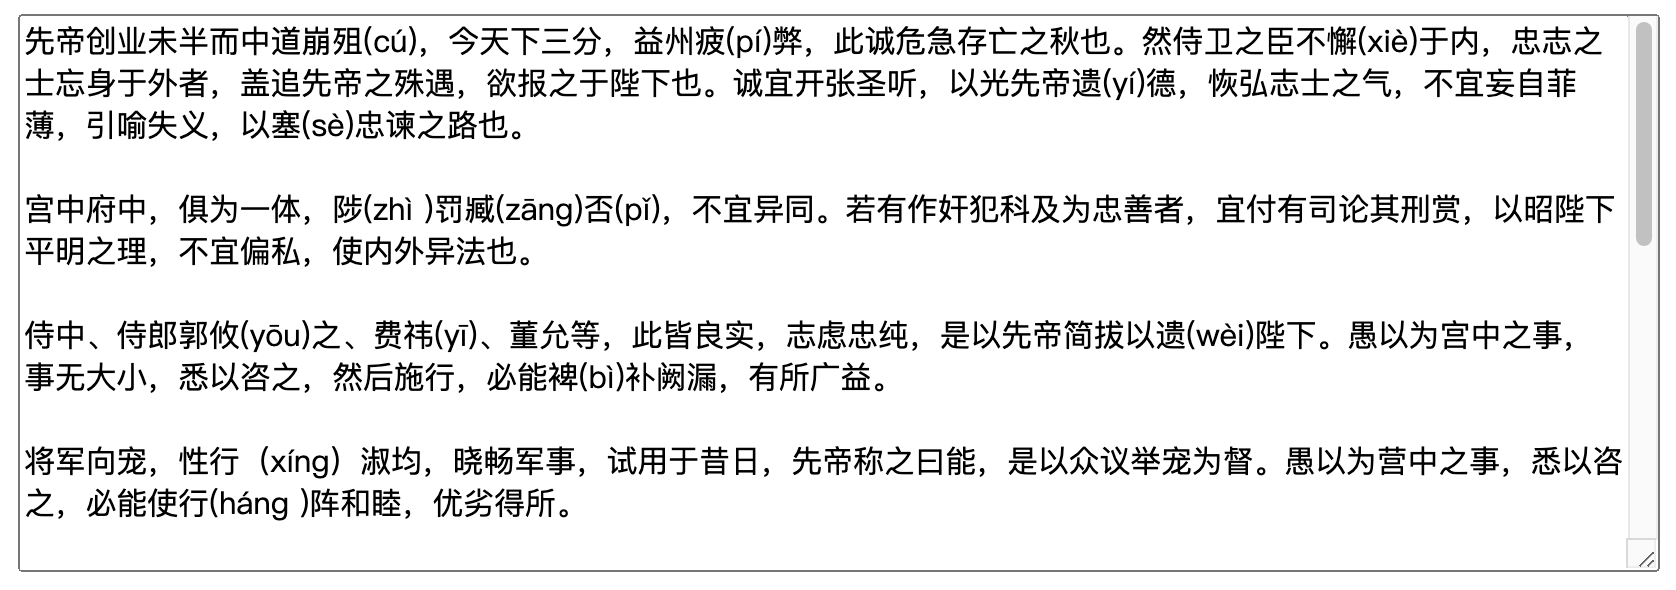 先帝创业未半而中道崩殂(cú)，今天下三分，益州疲(pí)弊，此诚危急存亡之秋也。然侍卫之臣不懈(xiè)于内，忠志之
士忘身于外者，盖追先帝之殊遇，欲报之于陛下也。诚宜开张圣听，以光先帝遗(yí)德，恢弘志士之气，不宜妄自菲
薄，引喻失义，以塞(sè)忠谏之路也。
宫中府中，俱为一体，陟(zhì )罚臧(zāng)否(pǐ)，不宜异同。若有作奸犯科及为忠善者，宜付有司论其刑赏，以昭陛下
平明之理，不宜偏私，使内外异法也。
侍中、侍郎郭攸(yōu)之、费祎(yī)、董允等，此皆良实，志虑忠纯，是以先帝简拔以遗(wèi)陛下。愚以为宫中之事，
事无大小，悉以咨之，然后施行，必能裨(bì)补阙漏，有所广益。
将军向宠，性行（xíng）淑均，晓畅军事，试用于昔日，先帝称之曰能，是以众议举宠为督。愚以为营中之事，悉以咨
之，必能使行(háng )阵和睦，优劣得所。